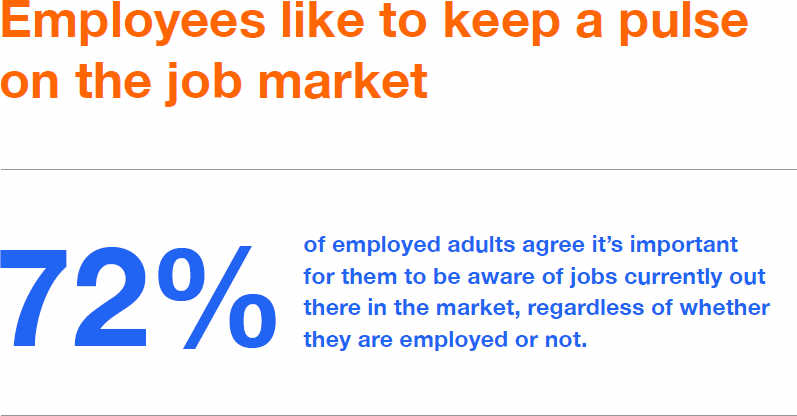 Employees like to keep a pulse
on the job market
72%
of employed adults agree it’s important
for them to be aware of jobs currently out
there in the market, regardless of whether
they are employed or not.